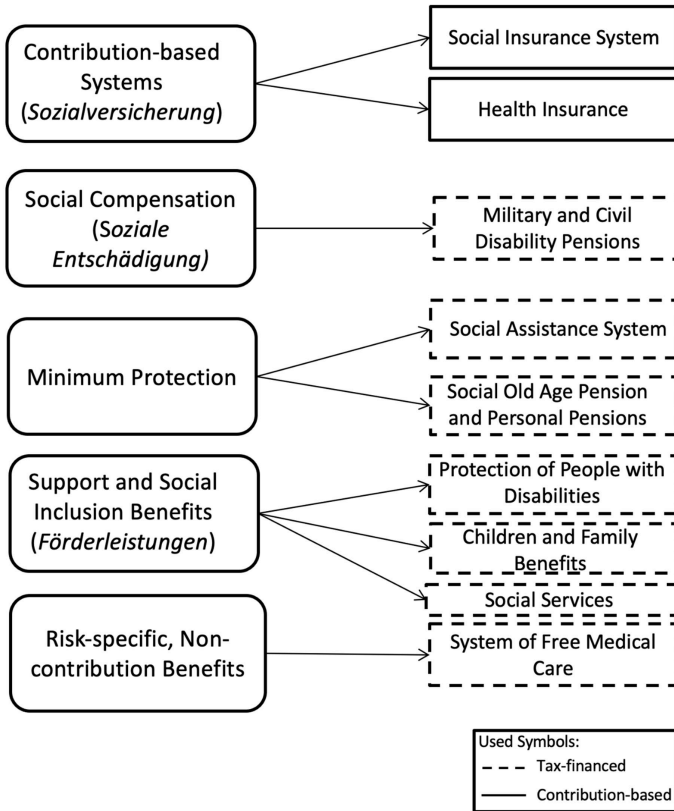 Contribution-based
Systems
(Sozialversicherung)
Social Insurance System
Health Insurance
Social Compensation
(Soziale
Entschädigung)
Military and Civil
Disability Pensions
Minimum Protection
Social Assistance System
Social Old Age Pension
and Personal Pensions
Support and Social
Inclusion Benefits
(Förderleistungen)
Protection of People with
Disabilities
Children and Family
Benefits
Social Services
Risk-specific, Non-
contribution Benefits
System of Free Medical
Care
Used Symbols:
Tax-financed
Contribution-based